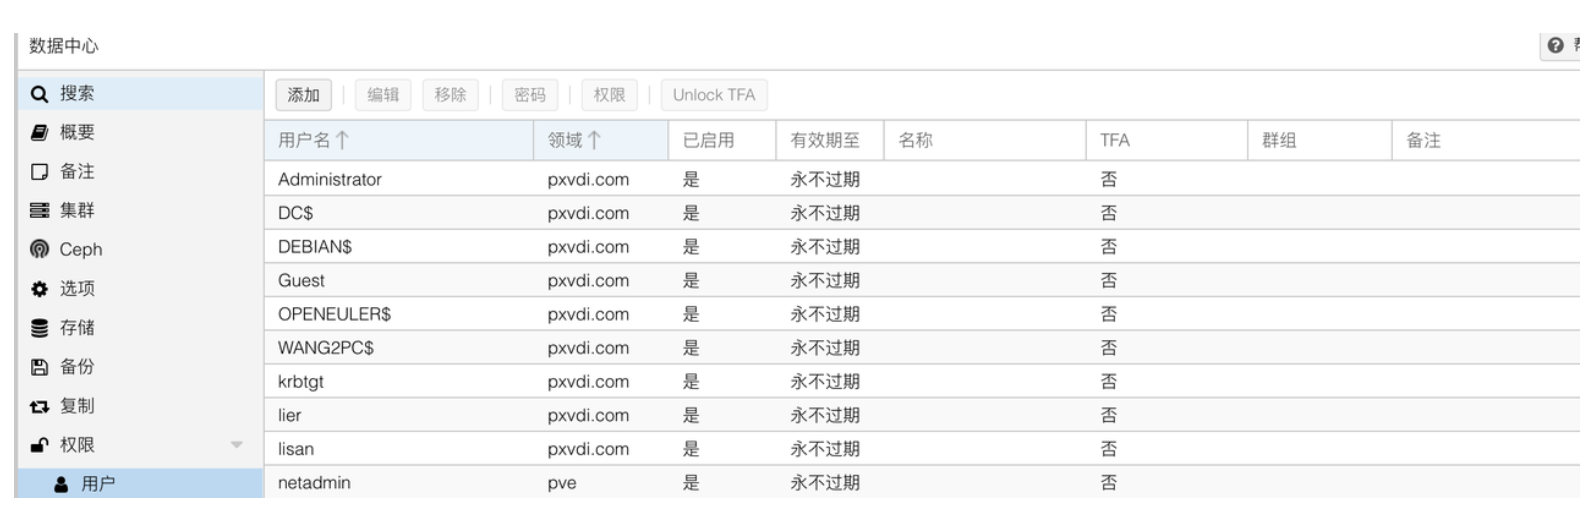 数据中心
搜索
概要
备注
集群
Ceph
选项
存储
备份
复制
权限
用户
添加 编辑 移除 密码 权限 Unlock TFA
用户名↑ 领域↑ 已启用 有效期至 名称 TFA 群组 备注
Administrator pxvdi.com 是 永不过期 否
DC$ pxvdi.com 是 永不过期 否
DEBIAN$ pxvdi.com 是 永不过期 否
Guest pxvdi.com 是 永不过期 否
OPENEULER$ pxvdi.com 是 永不过期 否
WANG2PC$ pxvdi.com 是 永不过期 否
krbtgt pxvdi.com 是 永不过期 否
lier pxvdi.com 是 永不过期 否
lisan pxvdi.com 是 永不过期 否
netadmin pve 是 永不过期 否